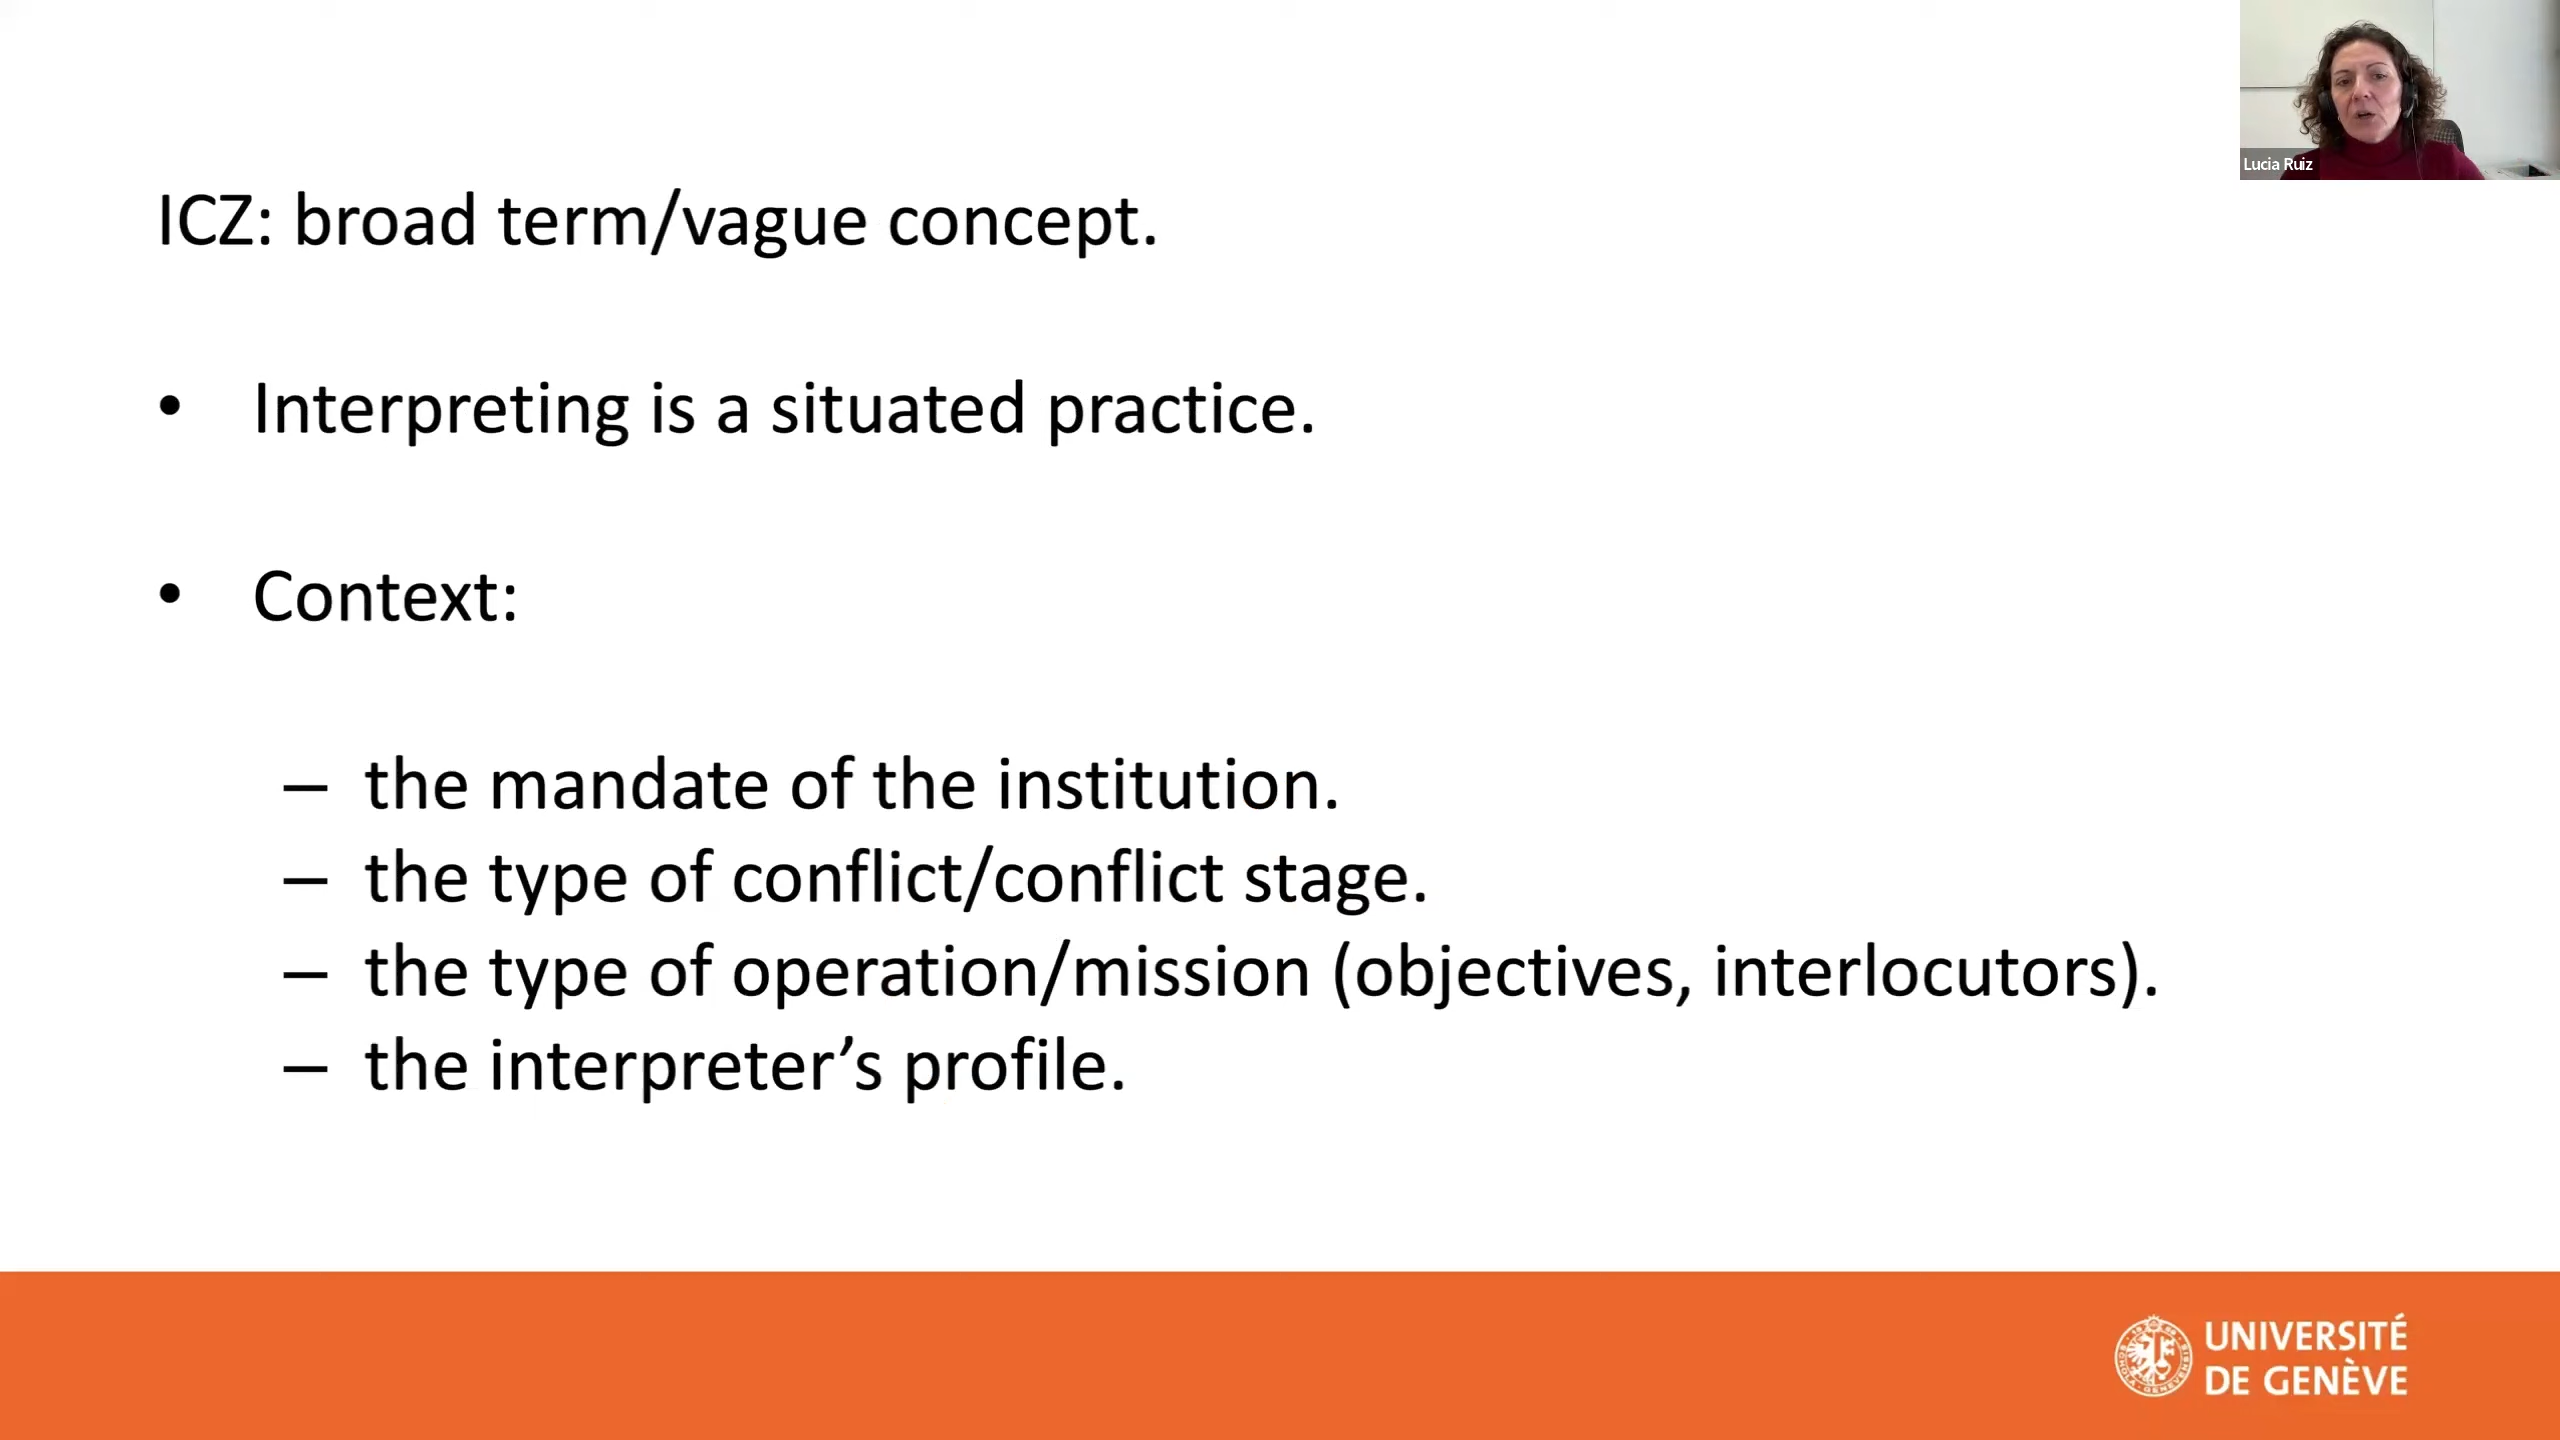 Lucia Ruiz
ICZ: broad term/vague concept.
• Interpreting is a situated practice.
• Context:
– the mandate of the institution.
– the type of conflict/conflict stage.
– the type of operation/mission (objectives, interlocutors).
– the interpreter’s profile.
UNIVERSITÉ
DE GENÈVE